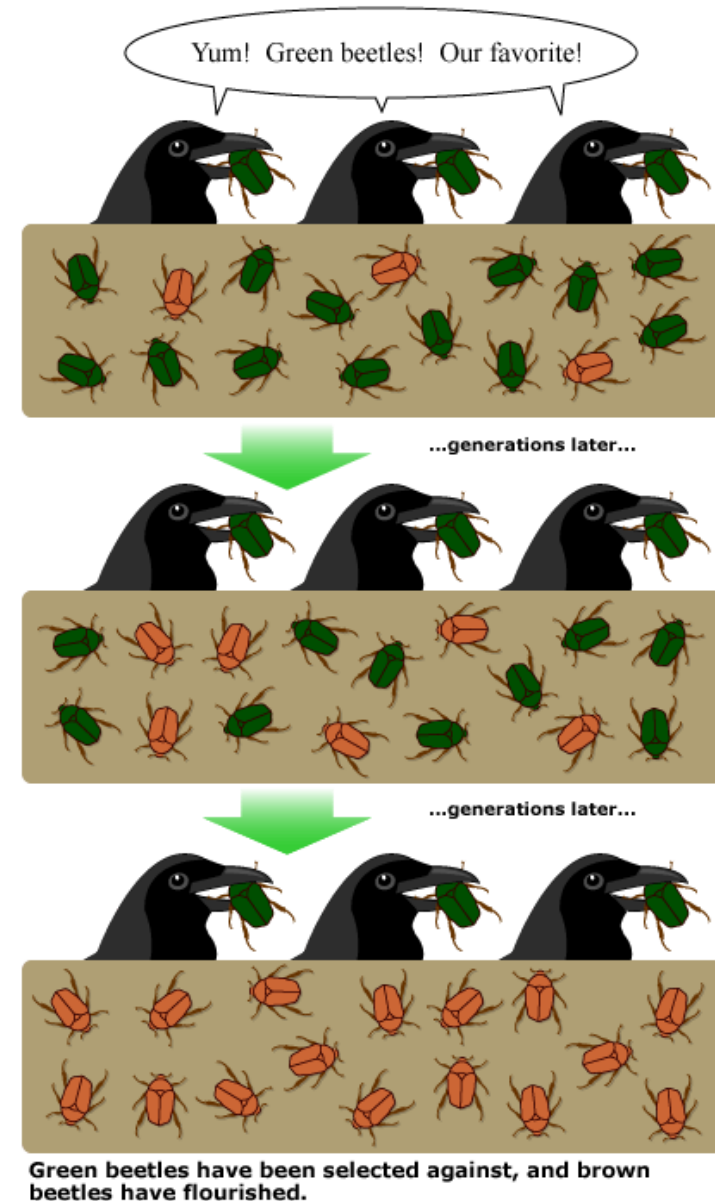 Yum!  Green beetles!  Our favorite!
...generations later...
...generations later...
Green beetles have been selected against, and brown
beetles have flourished.